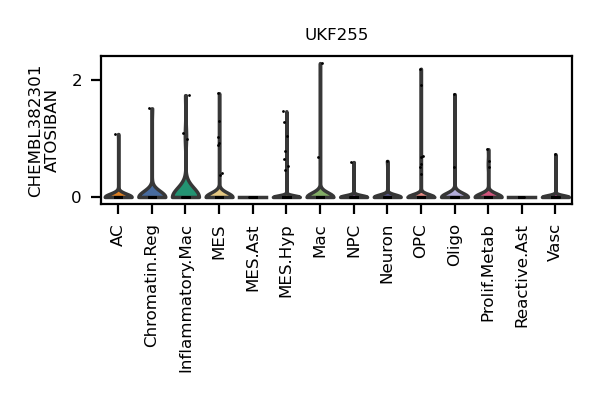 UKF255
CHEMBL382301
ATOSIBAN
2
0
AC
Chromatin.Reg
Inflammatory.Mac
MES
MES.Ast
MES.Hyp
Mac
NPC
Neuron
OPC
Oligo
Prolif.Metab
Reactive.Ast
Vasc